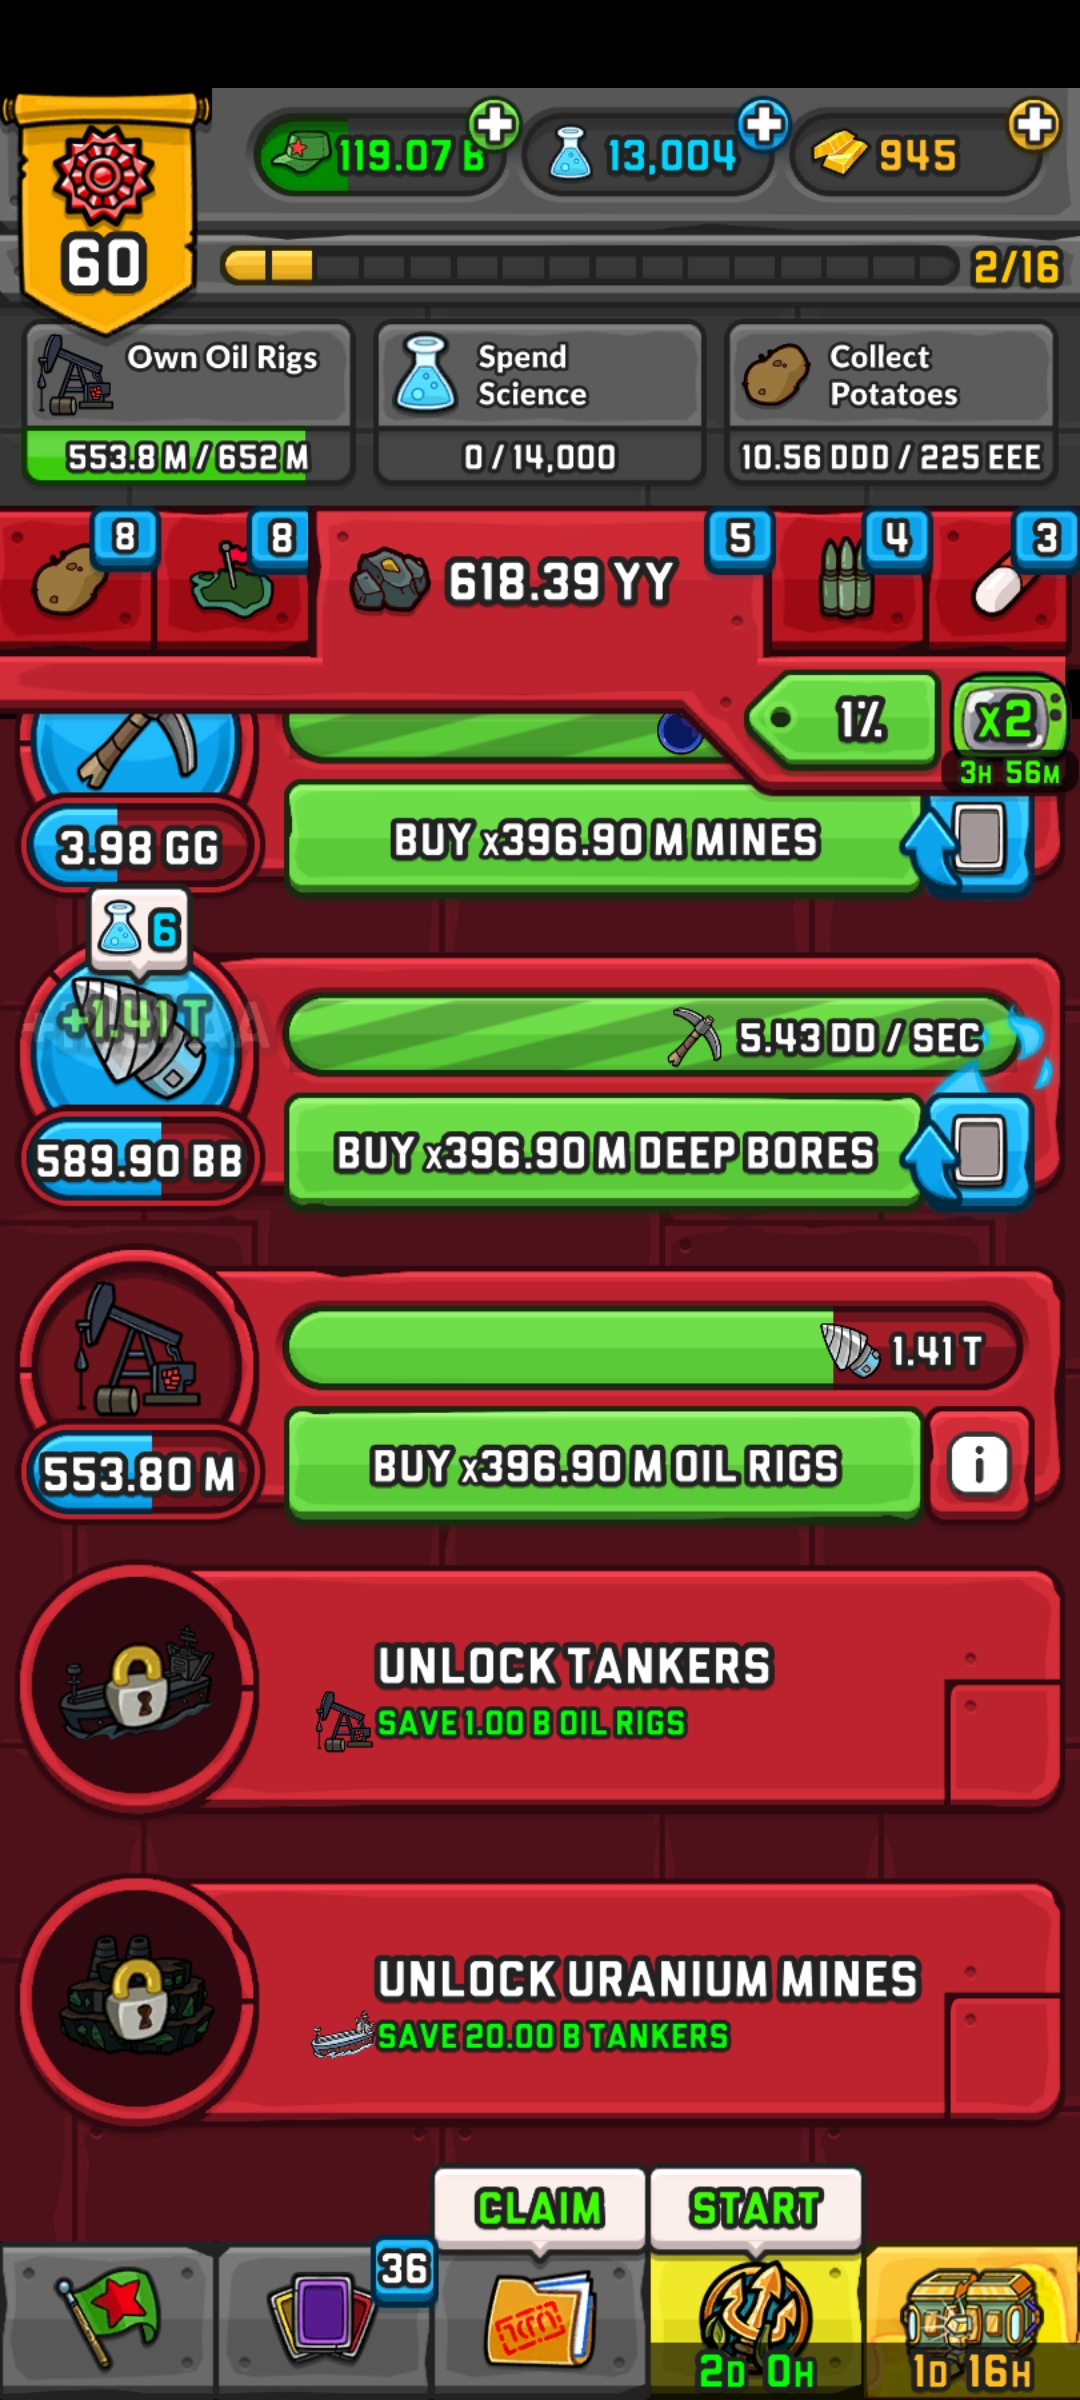 119.07 B
13,004
945
60
2/16
Own Oil Rigs
553.8 M / 652 M
Spend
Science
0 / 14,000
Collect
Potatoes
10.56 DDD / 225 EEE
8
8
618.39 YY
5
4
3
1%
x2
3H 56M
3.98 GG
BUY x396.90 M MINES
6
+1.41 T
5.43 DD / SEC
589.90 BB
BUY x396.90 M DEEP BORES
1.41 T
553.80 M
BUY x396.90 M OIL RIGS
i
UNLOCK TANKERS
SAVE 1.00 B OIL RIGS
UNLOCK URANIUM MINES
SAVE 20.00 B TANKERS
CLAIM
START
36
2D 0H
1D 16H